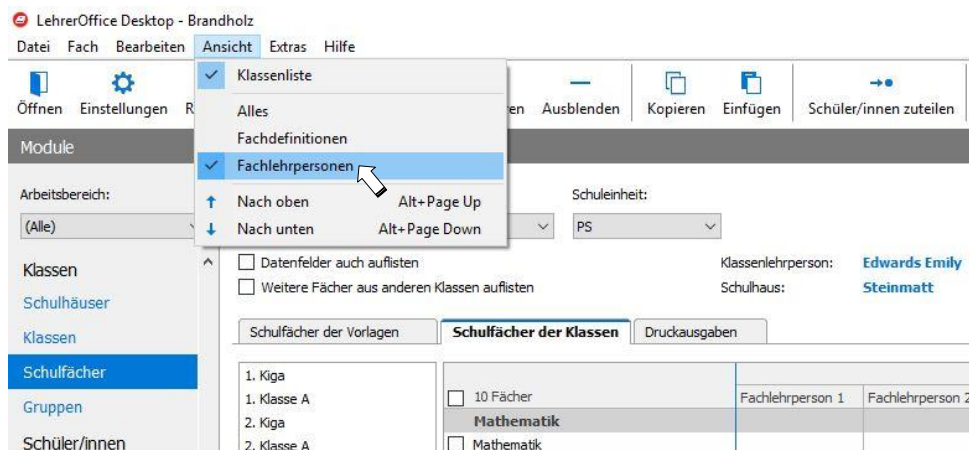 LehrerOffice Desktop - Brandholz
Datei Fach Bearbeiten Ansicht Extras Hilfe
Klassenliste
Alles
Fachdefinitionen
Fachlehrpersonen
Nach oben Alt+Page Up
Nach unten Alt+Page Down
Öffnen Einstellungen R en Ausblenden Kopieren Einfügen Schüler/innen zuteilen
Module
Arbeitsbereich: Schuleinheit:
(Alle) PS
Klassen
Schulhäuser
Klassen
Schulfächer
Gruppen
Schüler/innen
Datenfelder auch auflisten Klassenlehrperson: Edwards Emily
Weitere Fächer aus anderen Klassen auflisten Schulhaus: Steinmatt
Schulfächer der Vorlagen Schulfächer der Klassen Druckausgaben
1. Kiga
1. Klasse A
2. Kiga
2. Klasse A
10 Fächer Fachlehrperson 1 Fachlehrperson 2
Mathematik
Mathematik